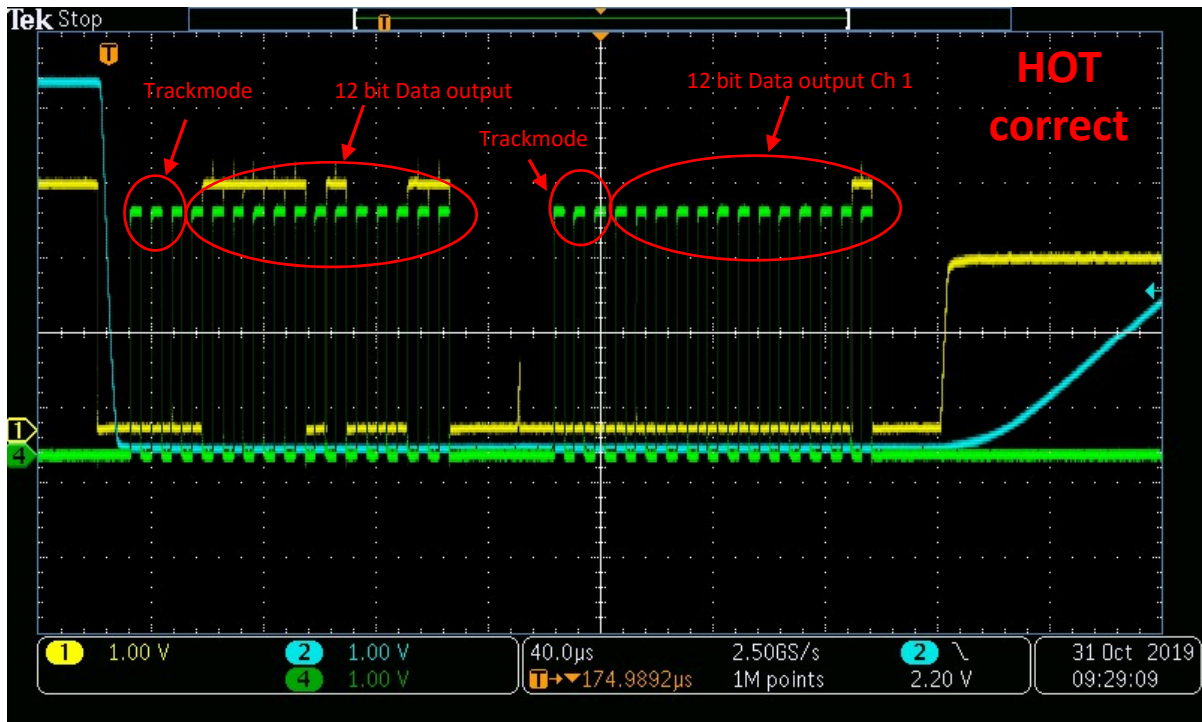 Tek Stop
T
T
HOT
correct
Trackmode
12 bit Data output
12 bit Data output Ch 1
Trackmode
1
4
1 1.00 V
2 1.00 V
4 1.00 V
40.0µs
T→▼174.9892µs
2.50GS/s
1M points
2 \ 2.20 V
31 Oct 2019
09:29:09